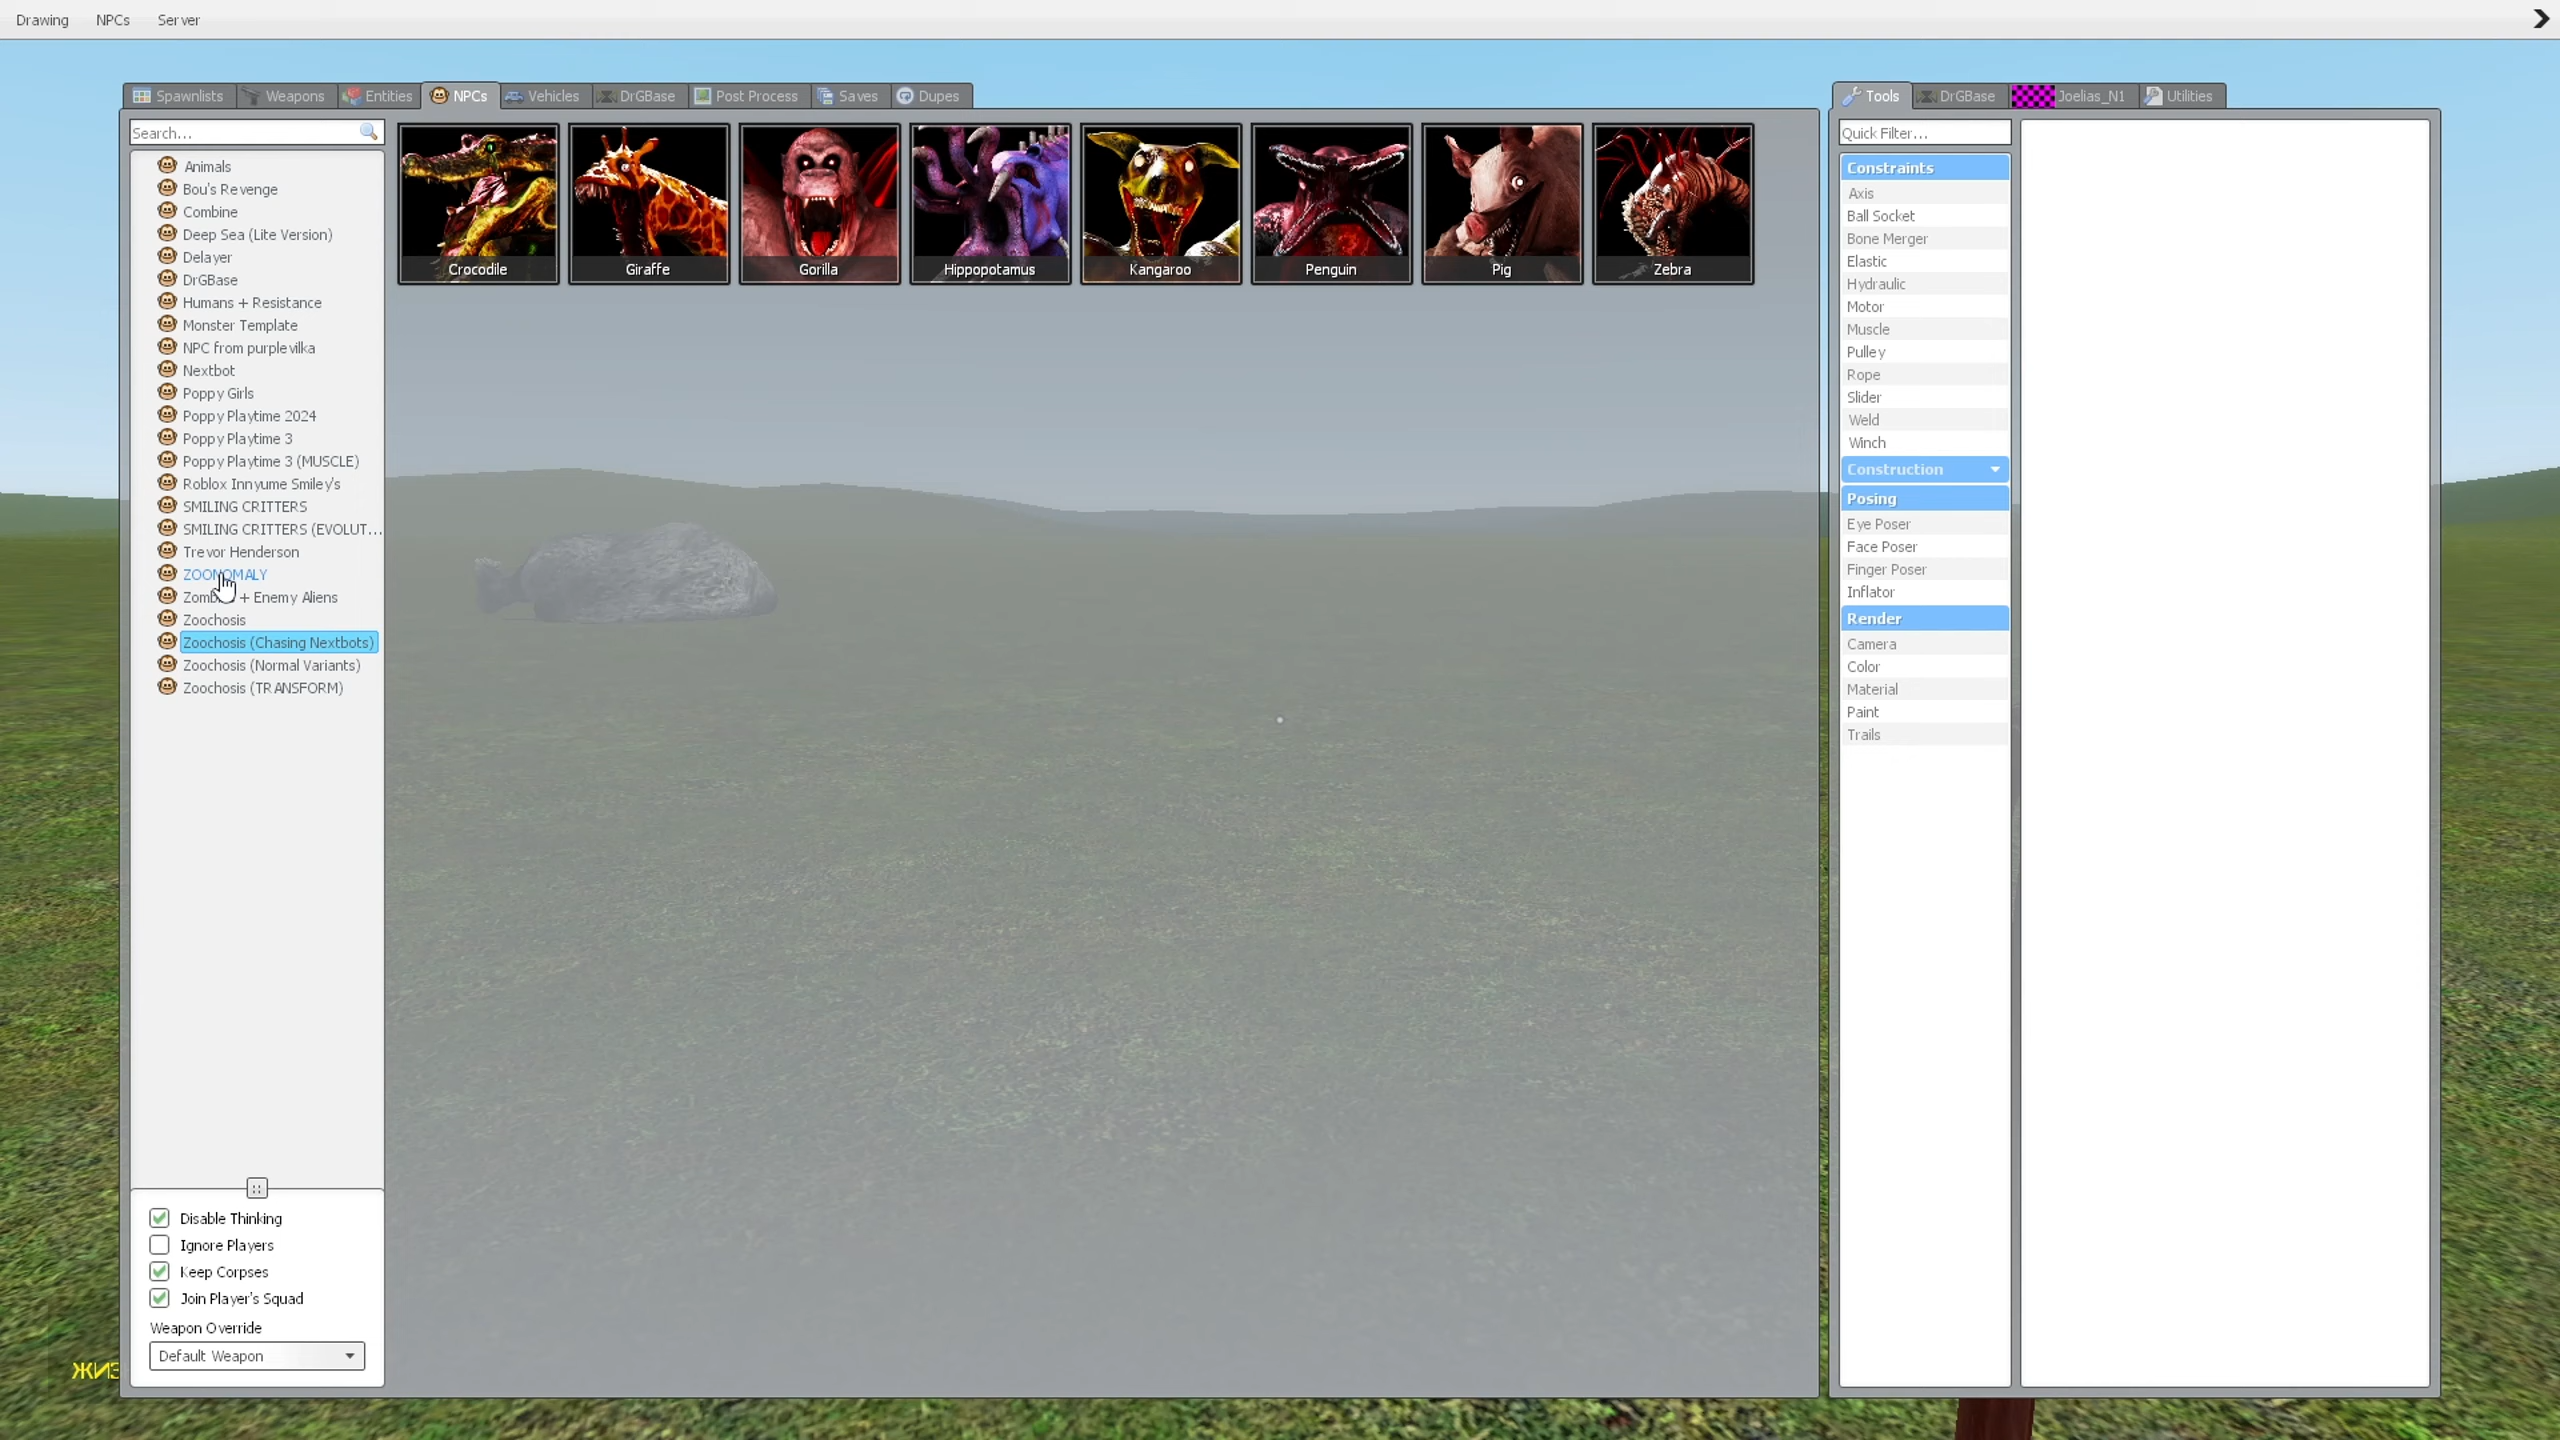 Drawing NPCs Server
Spawnlists Weapons Entities NPCs Vehicles DrGBase Post Process Saves Dupes
Search...
Animals
Bou's Revenge
Combine
Deep Sea (Lite Version)
Delayer
DrGBase
Humans + Resistance
Monster Template
NPC from purplevilka
Nextbot
Poppy Girls
Poppy Playtime 2024
Poppy Playtime 3
Poppy Playtime 3 (MUSCLE)
Roblox Innyume Smiley's
SMILING CRITTERS
SMILING CRITTERS (EVOLUT...
Trevor Henderson
ZOONOMALY
Zombies + Enemy Aliens
Zoochosis
Zoochosis (Chasing Nextbots)
Zoochosis (Normal Variants)
Zoochosis (TRANSFORM)
Crocodile Giraffe Gorilla Hippopotamus Kangaroo Penguin Pig Zebra
Disable Thinking
Ignore Players
Keep Corpses
Join Player's Squad
Weapon Override
Default Weapon
ЖИЗ
Tools DrGBase Joelias_N1 Utilities
Quick Filter...
Constraints
Axis
Ball Socket
Bone Merger
Elastic
Hydraulic
Motor
Muscle
Pulley
Rope
Slider
Weld
Winch
Construction
Posing
Eye Poser
Face Poser
Finger Poser
Inflator
Render
Camera
Color
Material
Paint
Trails